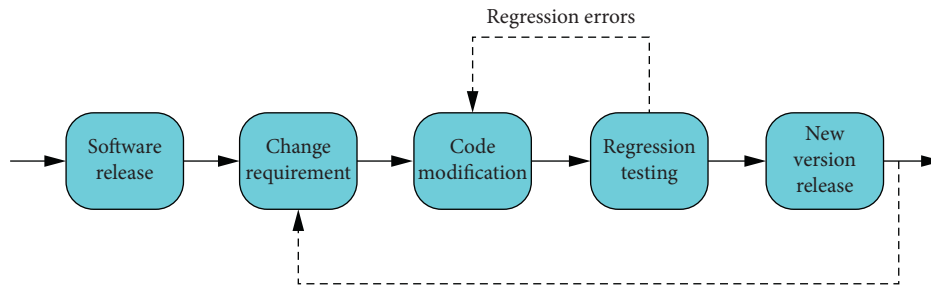 Regression errors
Software
release
Change
requirement
Code
modification
Regression
testing
New
version
release